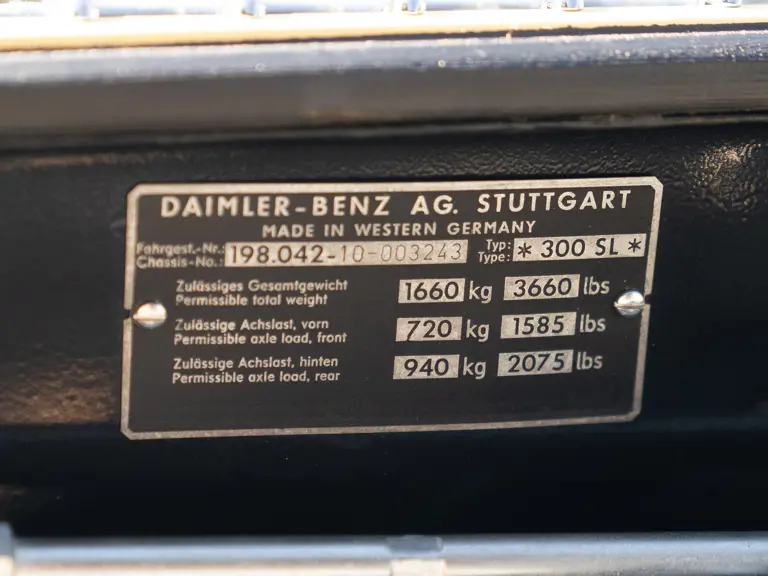 DAIMLER-BENZ AG. STUTTGART
MADE IN WESTERN GERMANY
Fahrgest.-Nr.: 198.042-10-003243 Typ: * 300 SL *
Chassis-No.: Type:
Zulässiges Gesamtgewicht 1660 kg 3660 lbs
Permissible total weight
Zulässige Achslast, vorn 720 kg 1585 lbs
Permissible axle load, front
Zulässige Achslast, hinten 940 kg 2075 lbs
Permissible axle load, rear